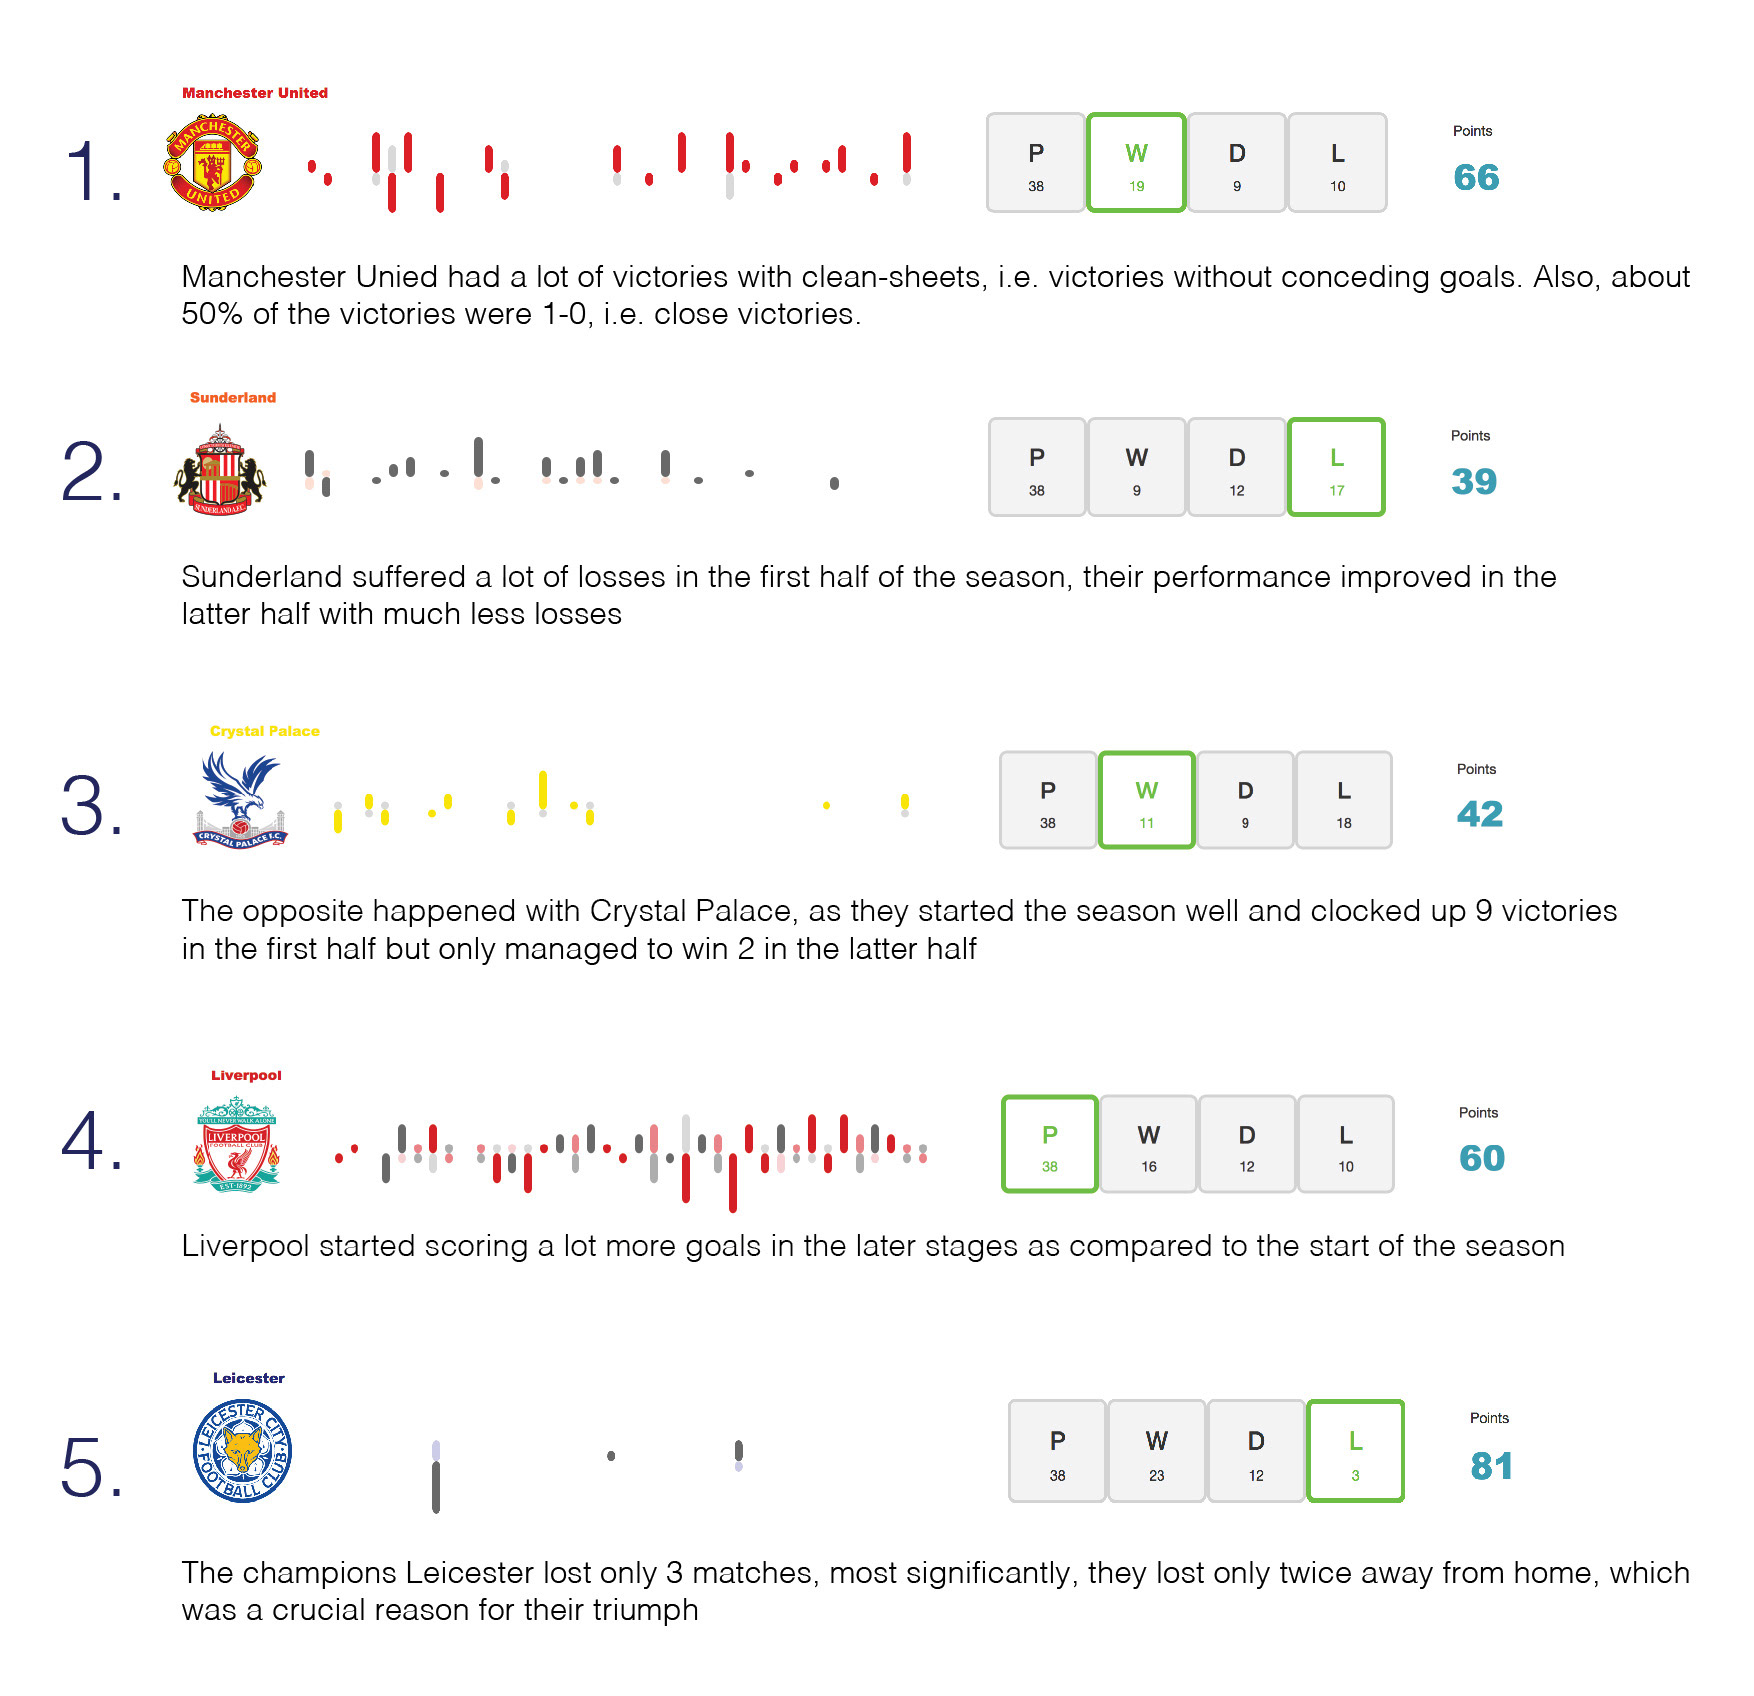 Manchester United
1.
MANCHESTER
UNITED
P W D L
38 19 9 10
Points
66
Manchester Unied had a lot of victories with clean-sheets, i.e. victories without conceding goals. Also, about
50% of the victories were 1-0, i.e. close victories.
Sunderland
2.
SUNDERLAND A.F.C.
P W D L
38 9 12 17
Points
39
Sunderland suffered a lot of losses in the first half of the season, their performance improved in the
latter half with much less losses
Crystal Palace
3.
CRYSTAL PALACE F.C.
P W D L
38 11 9 18
Points
42
The opposite happened with Crystal Palace, as they started the season well and clocked up 9 victories
in the first half but only managed to win 2 in the latter half
Liverpool
4.
YOU'LL NEVER WALK ALONE
LIVERPOOL
FOOTBALL CLUB
EST·1892
P W D L
38 16 12 10
Points
60
Liverpool started scoring a lot more goals in the later stages as compared to the start of the season
Leicester
5.
LEICESTER CITY
FOOTBALL CLUB
P W D L
38 23 12 3
Points
81
The champions Leicester lost only 3 matches, most significantly, they lost only twice away from home, which
was a crucial reason for their triumph